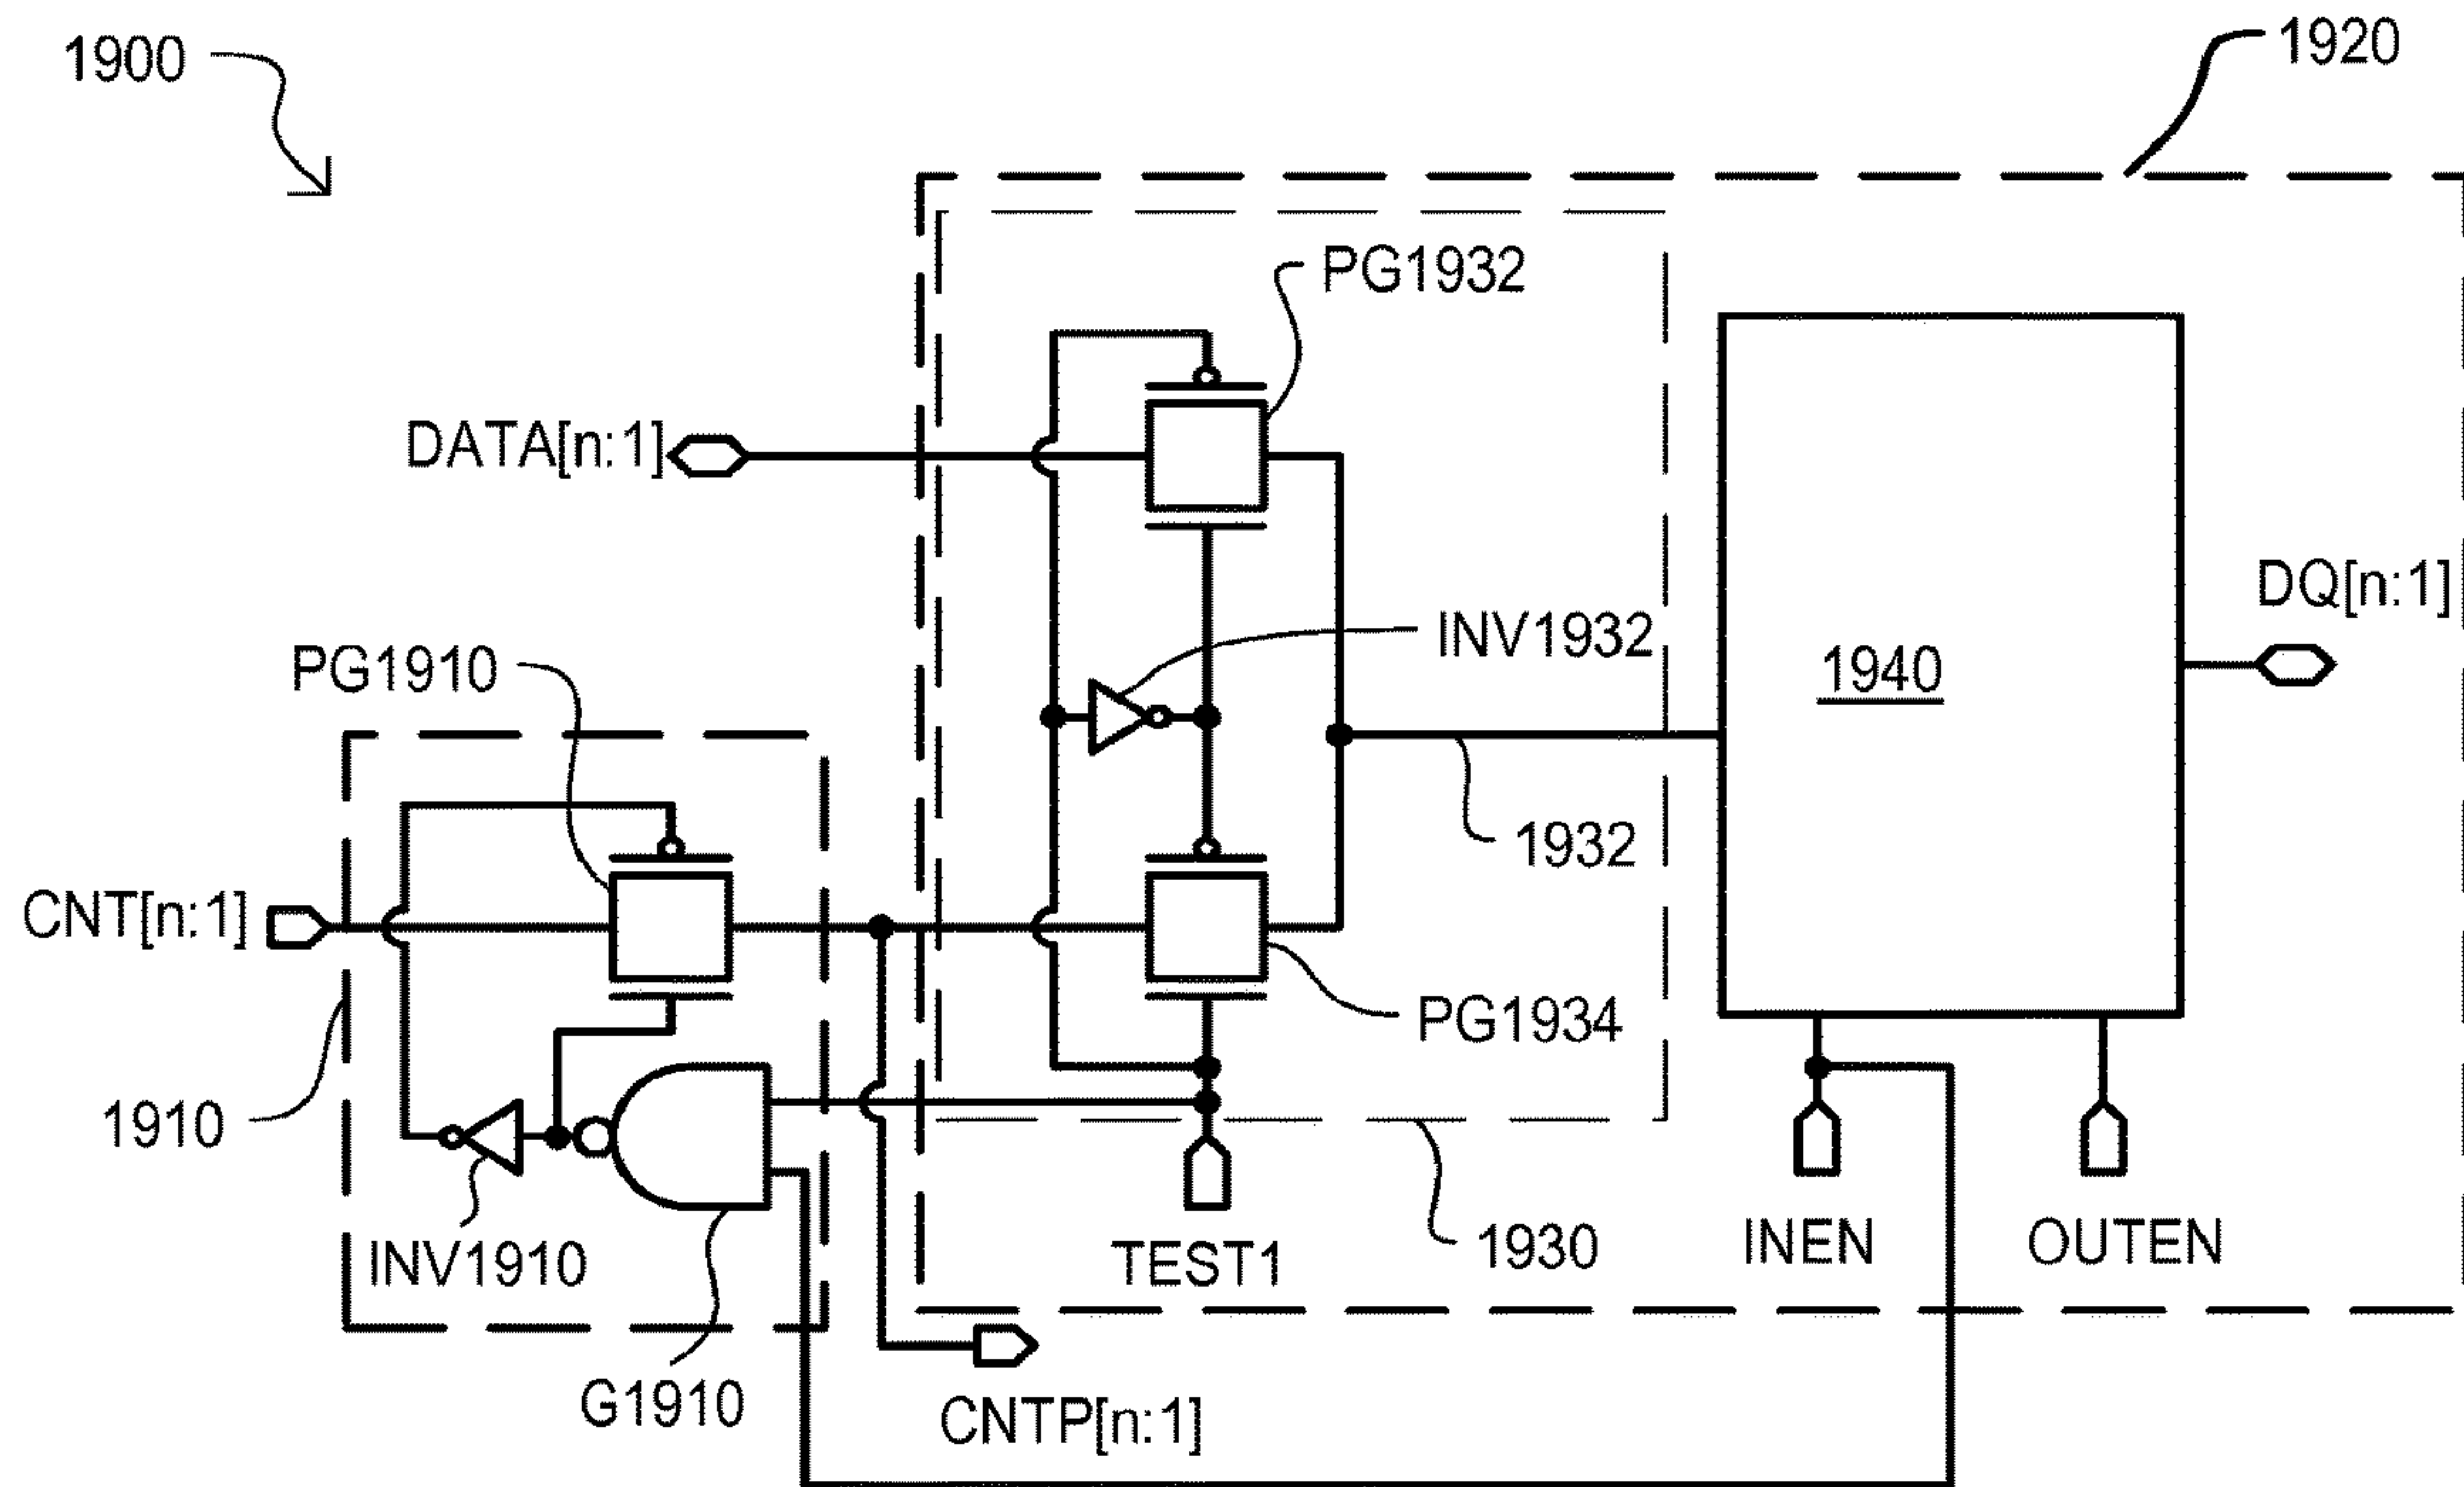 1900
1920
PG1932
DATA[n:1]
DQ[n:1]
INV1932
PG1910
1940
1932
CNT[n:1]
PG1934
1910
INV1910
TEST1
1930
INEN
OUTEN
G1910
CNTP[n:1]